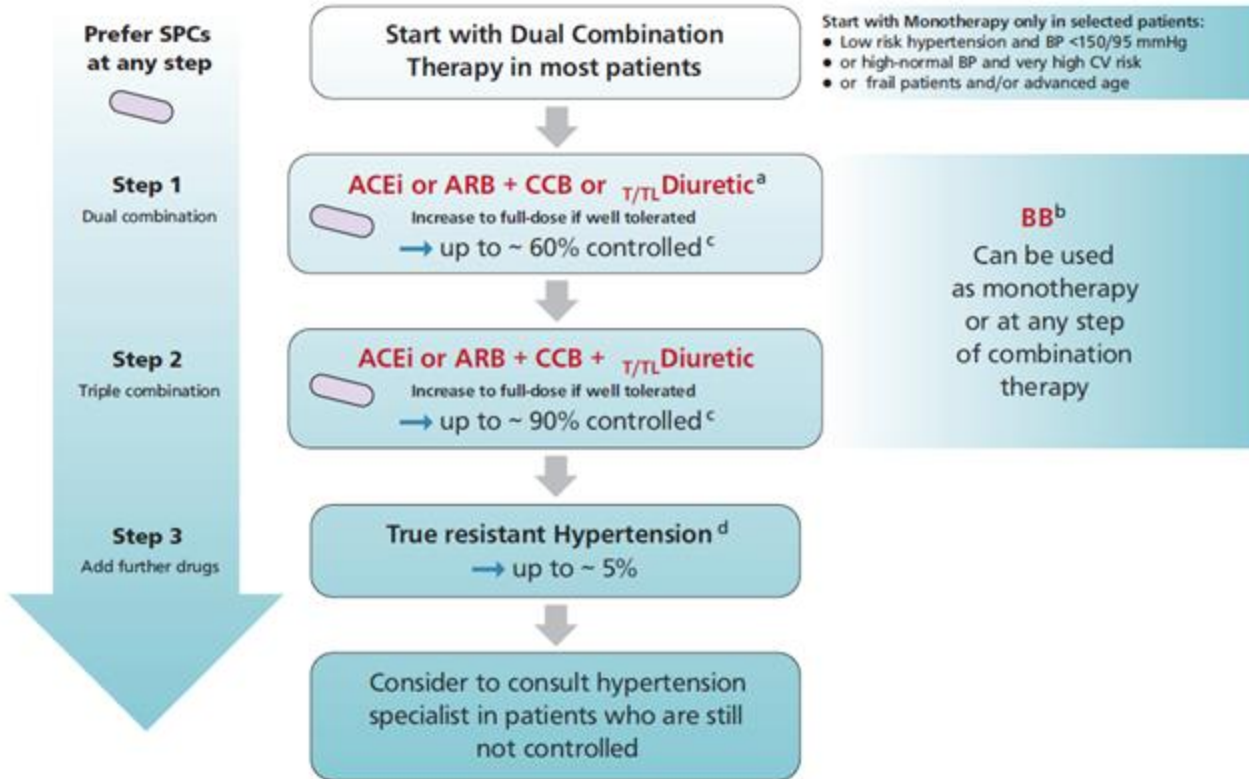 Prefer SPCs
at any step
Start with Dual Combination
Therapy in most patients
Start with Monotherapy only in selected patients:
● Low risk hypertension and BP <150/95 mmHg
● or high-normal BP and very high CV risk
● or frail patients and/or advanced age
Step 1
Dual combination
ACEi or ARB + CCB or T/TL Diuretic a
Increase to full-dose if well tolerated
→ up to ~ 60% controlled c
BB b
Can be used
as monotherapy
or at any step
of combination
therapy
Step 2
Triple combination
ACEi or ARB + CCB + T/TL Diuretic
Increase to full-dose if well tolerated
→ up to ~ 90% controlled c
Step 3
Add further drugs
True resistant Hypertension d
→ up to ~ 5%
Consider to consult hypertension
specialist in patients who are still
not controlled